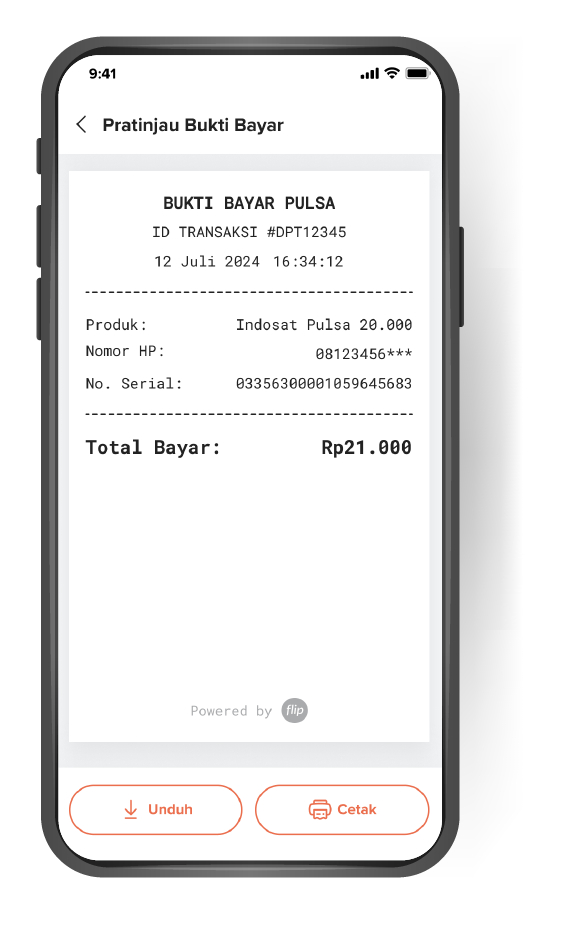 9:41
Pratinjau Bukti Bayar
BUKTI BAYAR PULSA
ID TRANSAKSI #DPT12345
12 Juli 2024 16:34:12
Produk: Indosat Pulsa 20.000
Nomor HP: 08123456***
No. Serial: 03356300001059645683
Total Bayar: Rp21.000
Powered by flip
Unduh Cetak